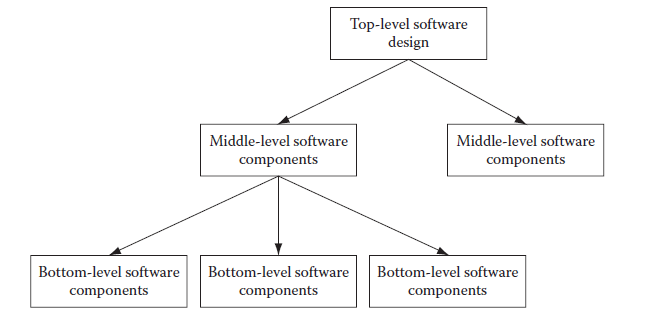 Top-level software
design
Middle-level software
components
Middle-level software
components
Bottom-level software
components
Bottom-level software
components
Bottom-level software
components